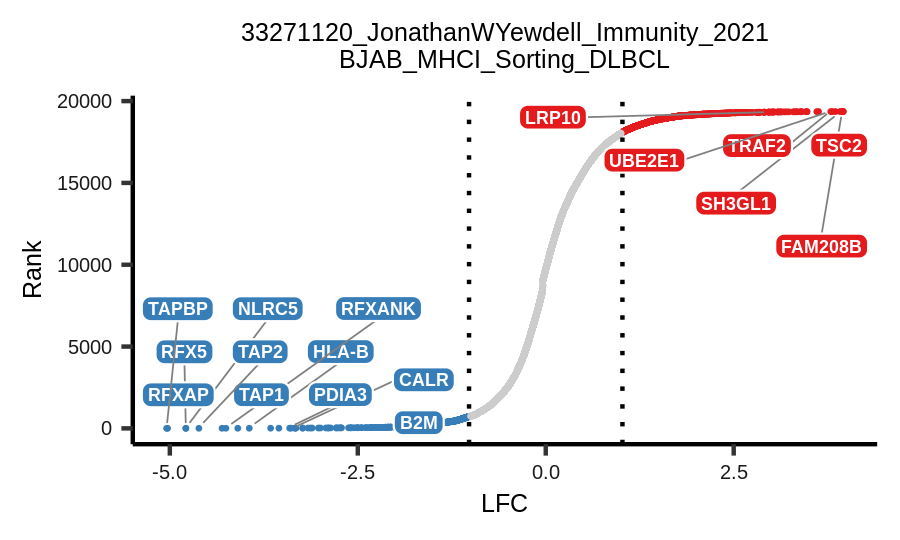 33271120_JonathanWYewdell_Immunity_2021
BJAB_MHCI_Sorting_DLBCL
Rank
20000
15000
10000
5000
0
LRP10
UBE2E1
TRAF2
TSC2
SH3GL1
FAM208B
TAPBP
NLRC5
RFXANK
RFX5
TAP2
HLA-B
CALR
RFXAP
TAP1
PDIA3
B2M
-5.0
-2.5
0.0
2.5
LFC